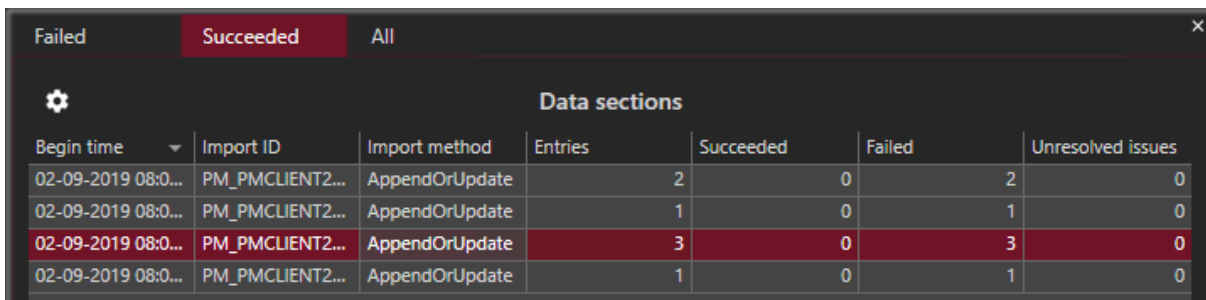 Failed Succeeded All ×
Data sections
Begin time Import ID Import method Entries Succeeded Failed Unresolved issues
02-09-2019 08:0... PM_PMCLIENT2... AppendOrUpdate 2 0 2 0
02-09-2019 08:0... PM_PMCLIENT2... AppendOrUpdate 1 0 1 0
02-09-2019 08:0... PM_PMCLIENT2... AppendOrUpdate 3 0 3 0
02-09-2019 08:0... PM_PMCLIENT2... AppendOrUpdate 1 0 1 0